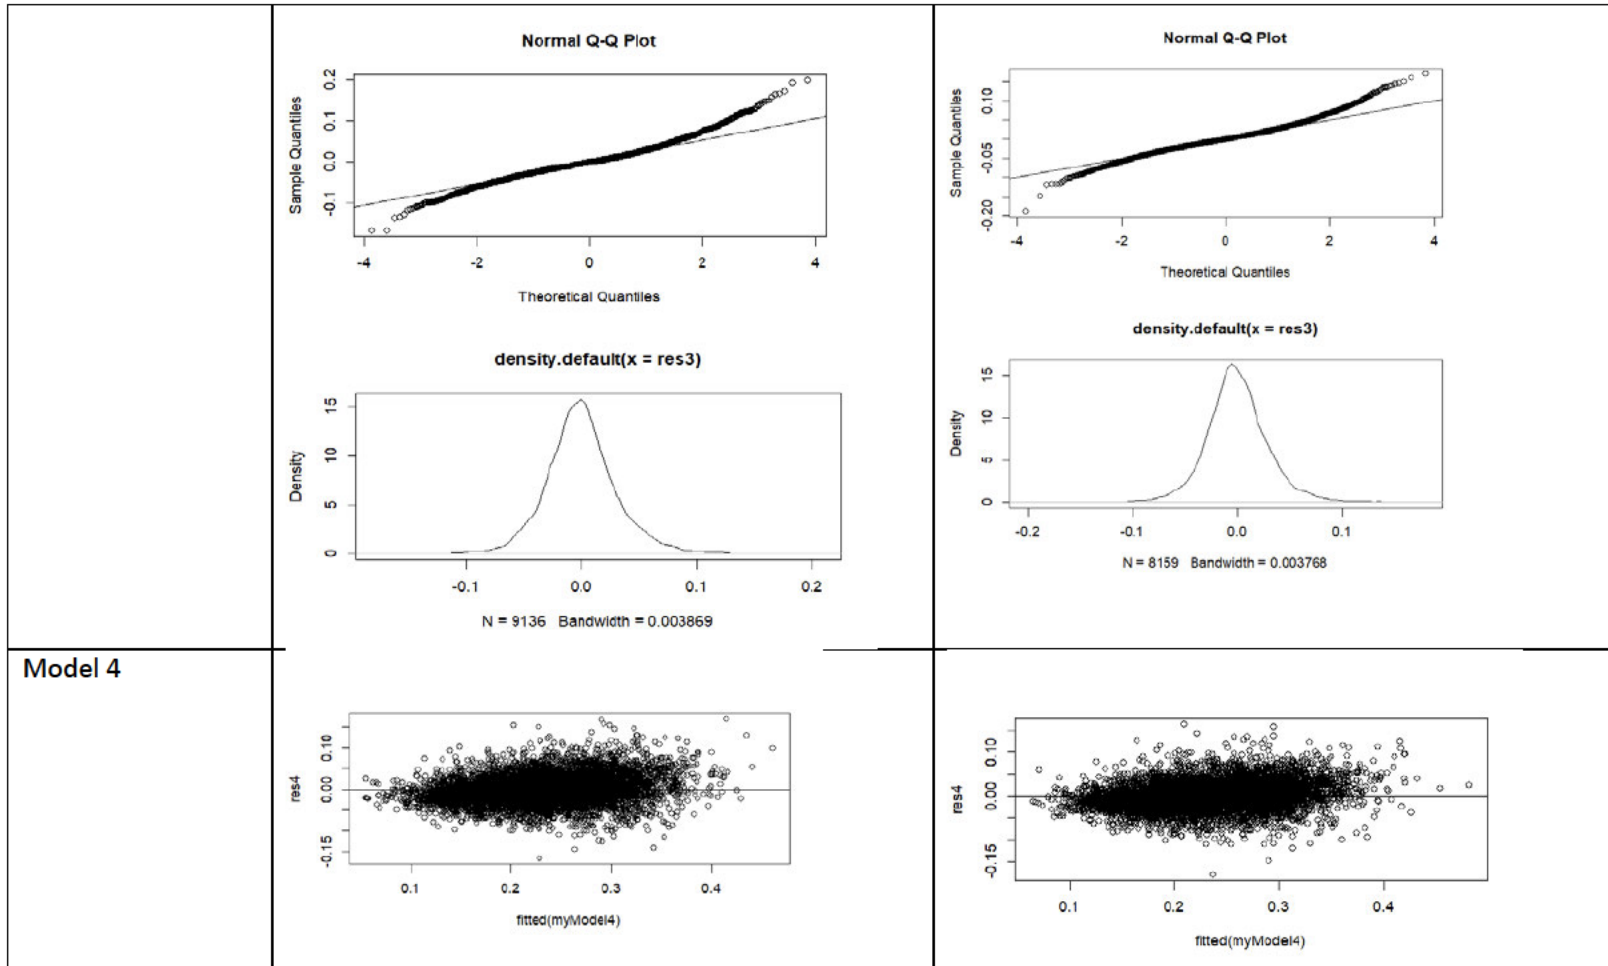 Normal Q-Q Plot
Sample Quantiles
0.2
0.1
0.0
-0.1
-4 -2 0 2 4
Theoretical Quantiles
density.default(x = res3)
Density
15
10
5
0
-0.1 0.0 0.1 0.2
N = 9136 Bandwidth = 0.003869
Normal Q-Q Plot
Sample Quantiles
0.10
-0.05
-0.20
-4 -2 0 2 4
Theoretical Quantiles
density.default(x = res3)
Density
15
10
5
0
-0.2 -0.1 0.0 0.1
N = 8159 Bandwidth = 0.003768
Model 4
res4
0.10
0.00
-0.15
0.1 0.2 0.3 0.4
fitted(myModel4)
res4
0.10
0.00
-0.15
0.1 0.2 0.3 0.4
fitted(myModel4)